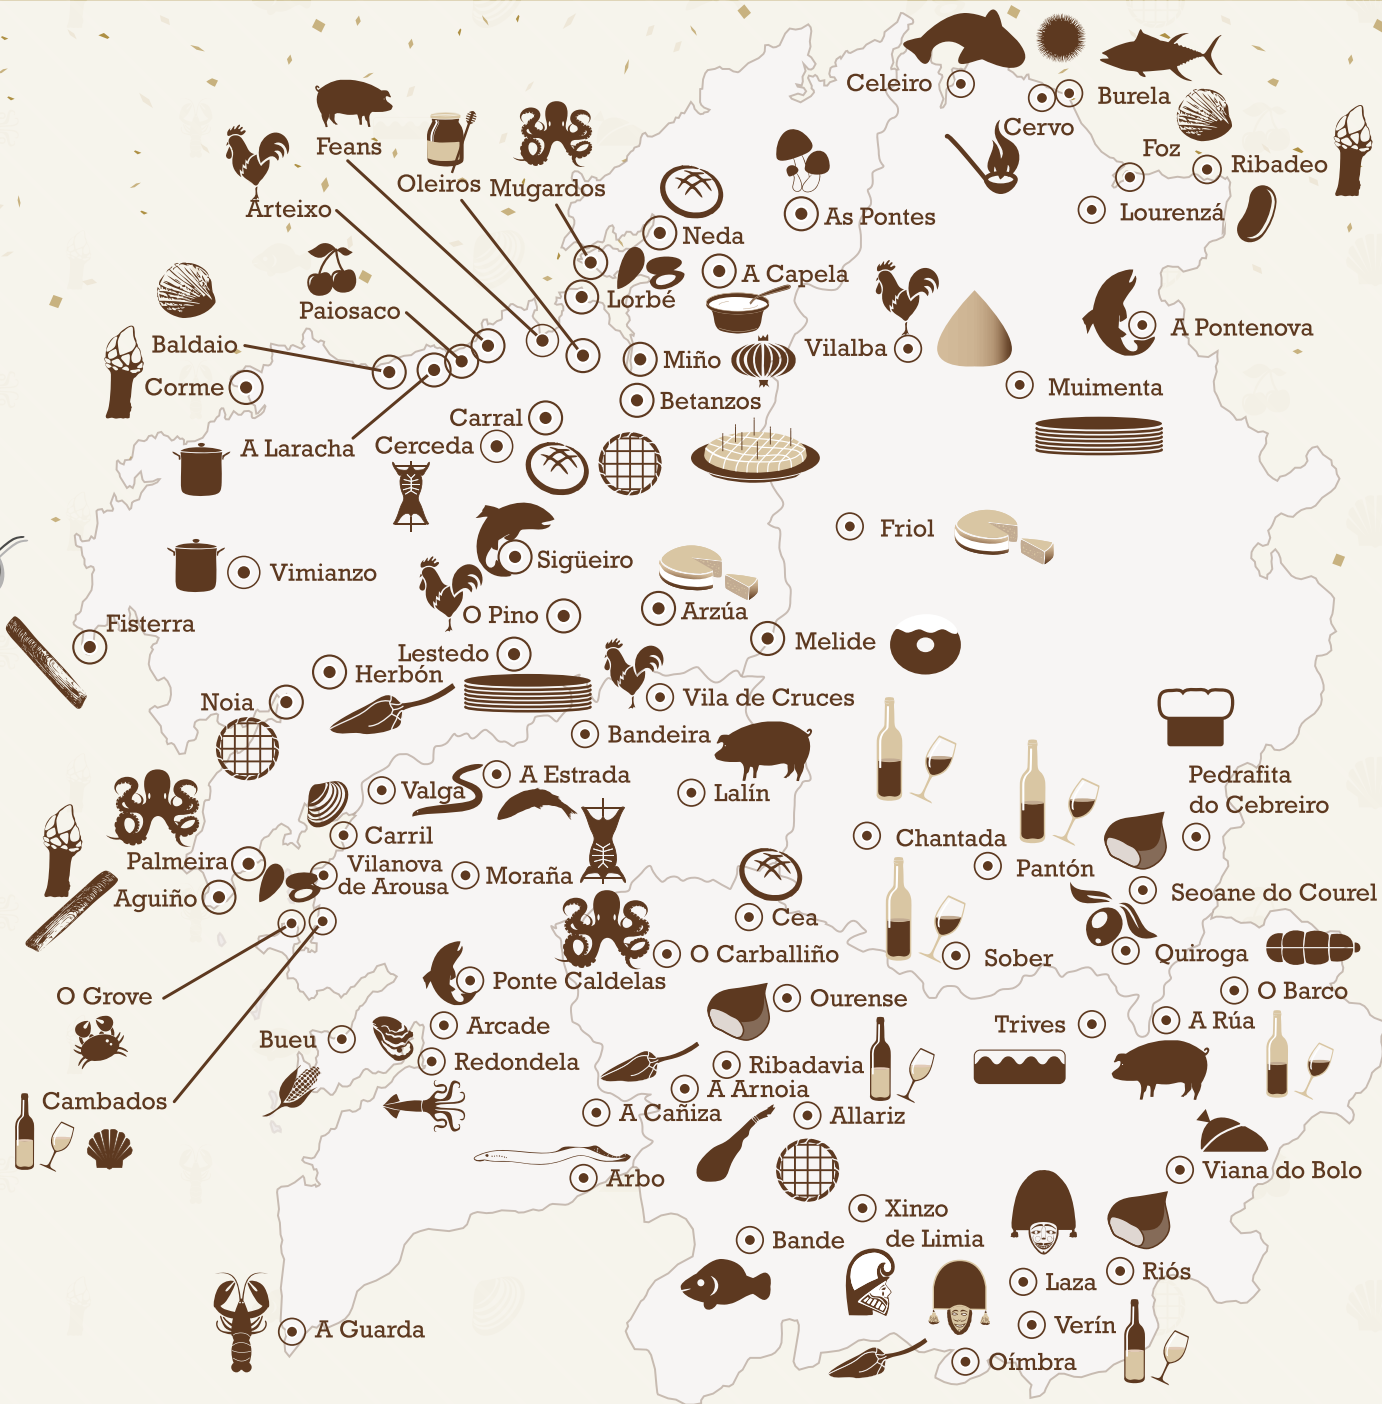 Celeiro
Burela
Cervo
Feans
Foz
Ribadeo
Oleiros
Mugardos
Arteixo
As Pontes
Lourenzá
Neda
A Capela
Lorbé
Paiosaco
A Pontenova
Baldaio
Vilalba
Miño
Corme
Muimenta
Betanzos
Carral
A Laracha
Cerceda
Friol
Sigüeiro
Vimianzo
Arzúa
O Pino
Fisterra
Melide
Lestedo
Herbón
Noia
Vila de Cruces
Bandeira
Pedrafita
do Cebreiro
A Estrada
Valga
Lalín
Carril
Chantada
Palmeira
Vilanova
de Arousa
Pantón
Moraña
Aguiño
Seoane do Courel
Cea
O Carballiño
Sober
Quiroga
Ponte Caldelas
O Grove
Ourense
O Barco
Arcade
Trives
A Rúa
Bueu
Redondela
Ribadavia
A Arnoia
Cambados
A Cañiza
Allariz
Arbo
Viana do Bolo
Xinzo
de Limia
Bande
Laza
Riós
A Guarda
Verín
Oímbra